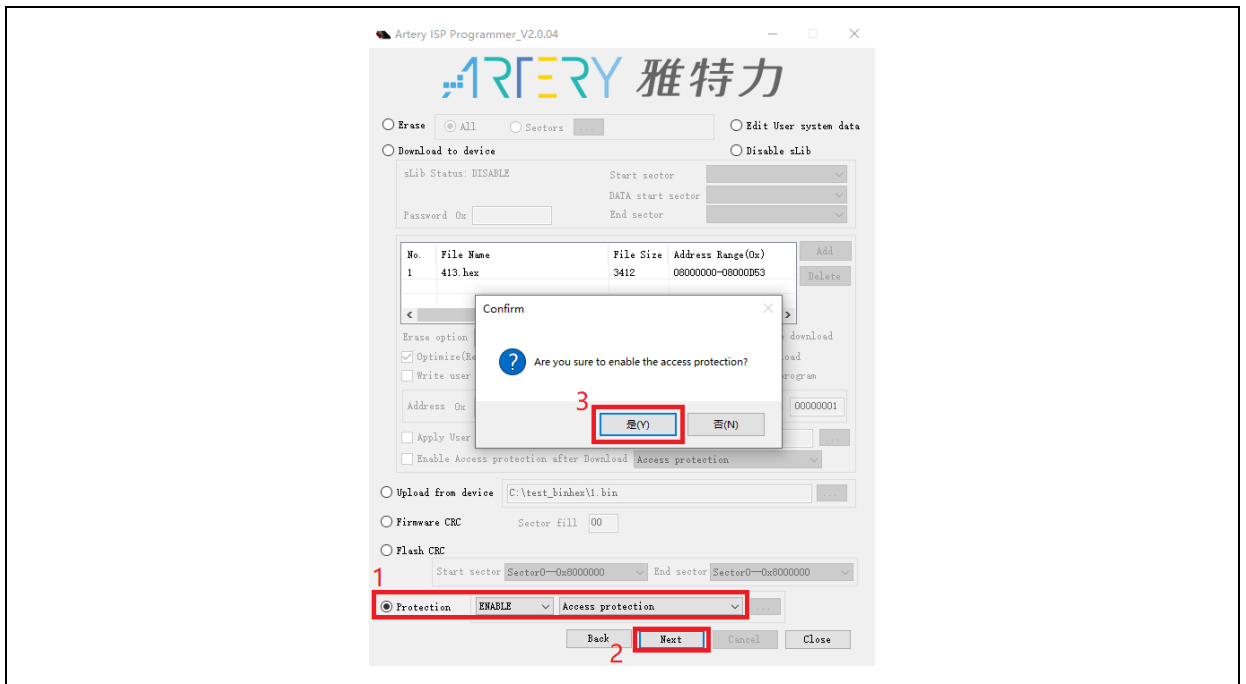 Artery ISP Programmer_V2.0.04
ARTERY 雅特力
Erase All Sectors ... Edit User system data
Download to device Disable sLib
sLib Status: DISABLE Start sector
DATA start sector
Password 0x End sector
No. File Name File Size Address Range(0x) Add
1 413.hex 3412 08000000-08000D53 Delete
Confirm
Erase option download
Are you sure to enable the access protection?
Optimize(Re
Write user
3
Address 0x 00000001
是(Y) 否(N)
Apply User ...
Enable Access protection after Download Access protection
Upload from device C:\test_binhex\1.bin ...
Firmware CRC Sector fill 00
Flash CRC
Start sector Sector0—0x8000000 End sector Sector0—0x8000000
1
Protection ENABLE Access protection ...
Back Next Cancel Close
2